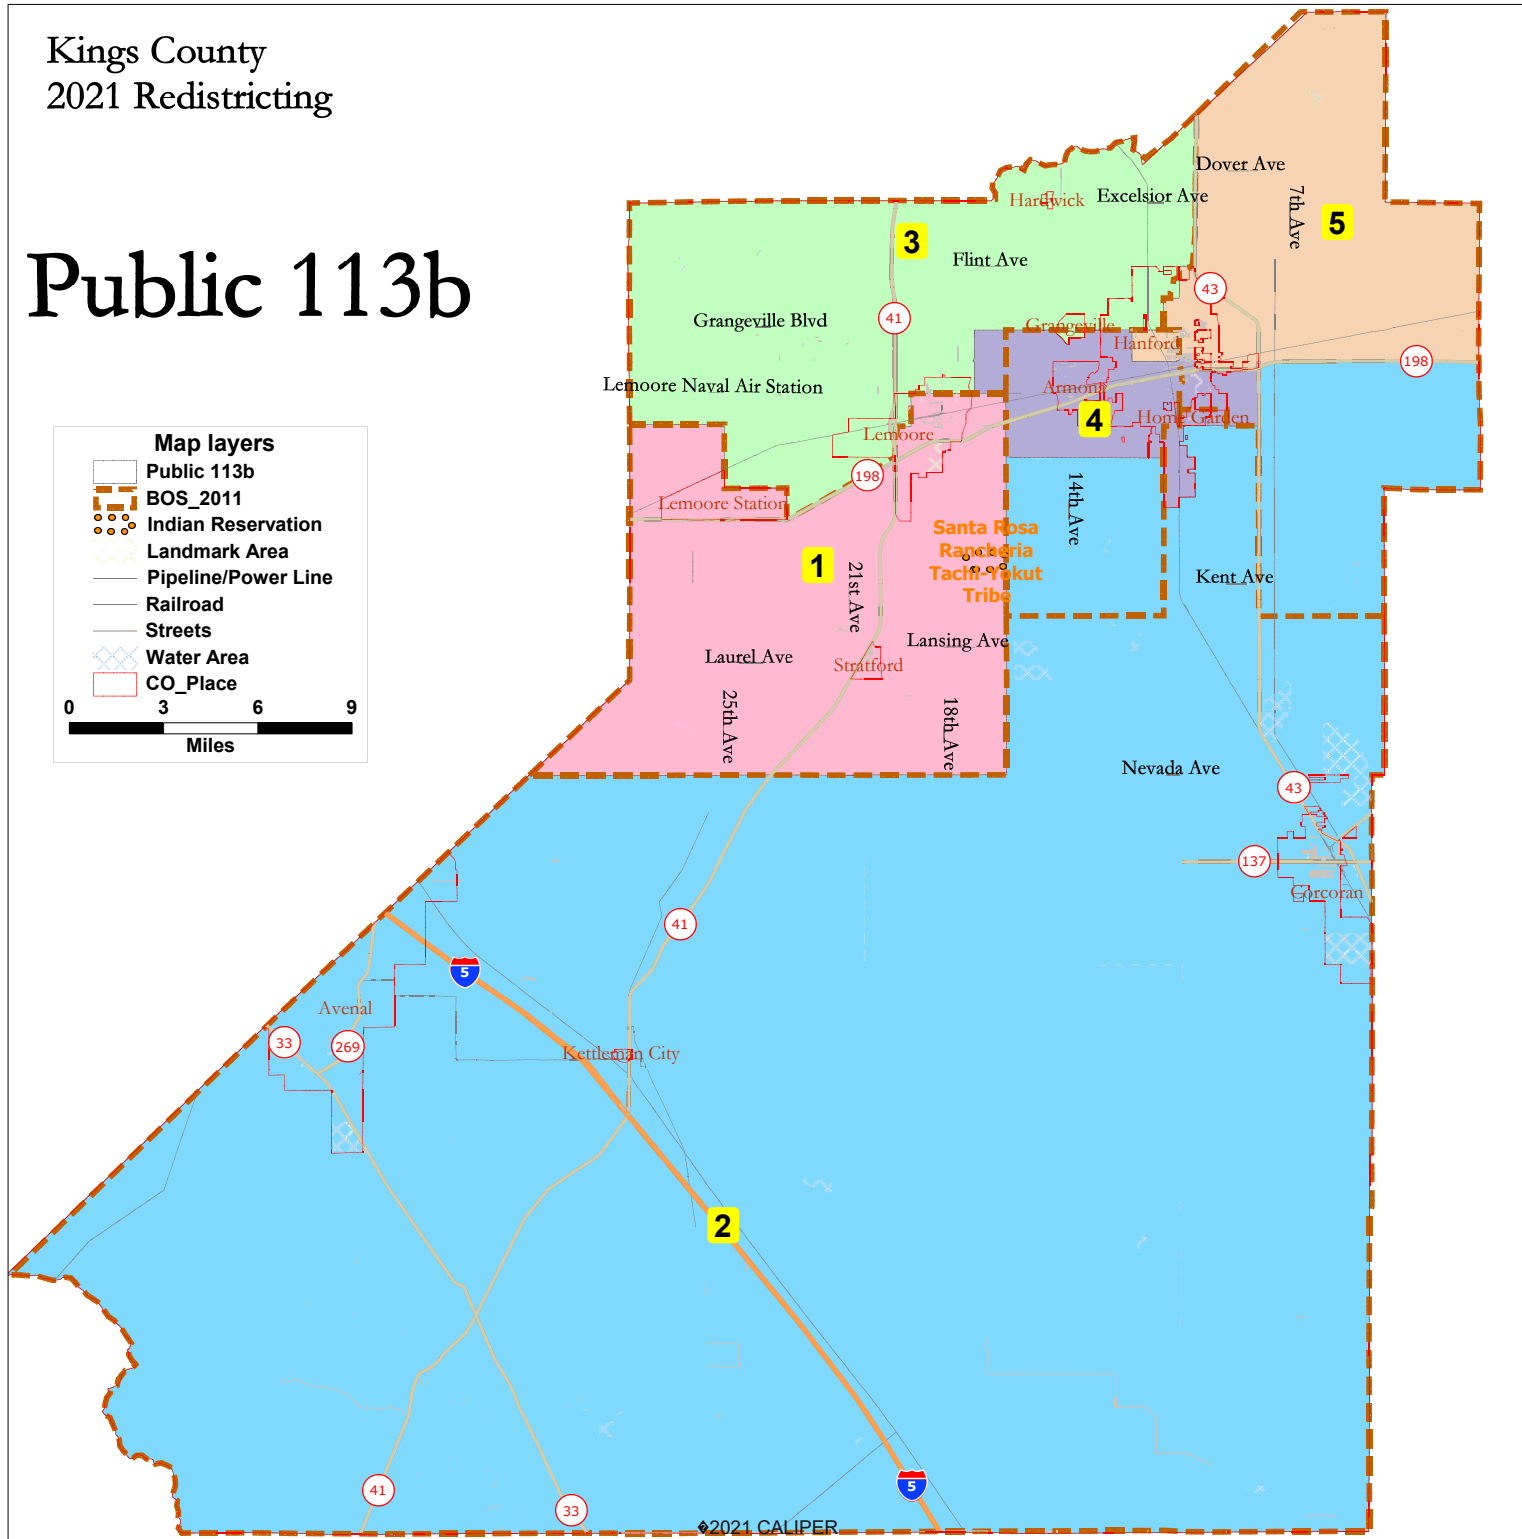 Kings County
2021 Redistricting
Public 113b
Dover Ave
Excelsior Ave
7th Ave
5
Hardwick
3
Flint Ave
43
41
Grangeville Blvd
Grangeville
Hanford
198
Lemoore Naval Air Station
Armona
4
Home Garden
Lemoore
198
Lemoore Station
14th Ave
Santa Rosa
Rancheria
Tachi-Yokut
Tribe
1
21st Ave
Kent Ave
Lansing Ave
Laurel Ave
Stratford
25th Ave
18th Ave
Nevada Ave
43
137
Corcoran
41
5
Avenal
33
269
Kettleman City
2
41
33
5
�2021 CALIPER
Map layers
Public 113b
BOS_2011
Indian Reservation
Landmark Area
Pipeline/Power Line
Railroad
Streets
Water Area
CO_Place
0 3 6 9
Miles